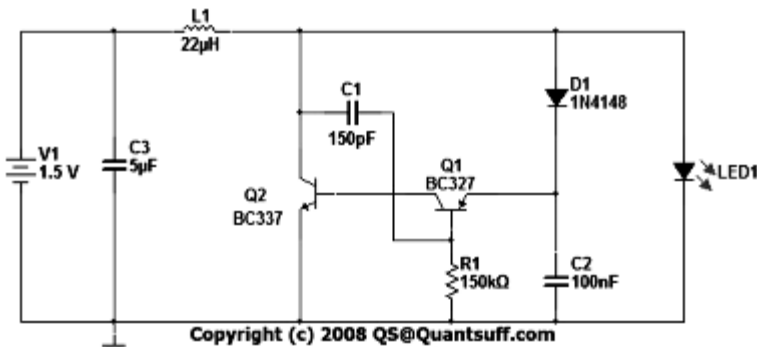 L1
22µH
C1
150pF
D1
1N4148
V1
1.5 V
C3
5µF
Q1
BC327
LED1
Q2
BC337
R1
150kΩ
C2
100nF
Copyright (c) 2008 QS@Quantsuff.com